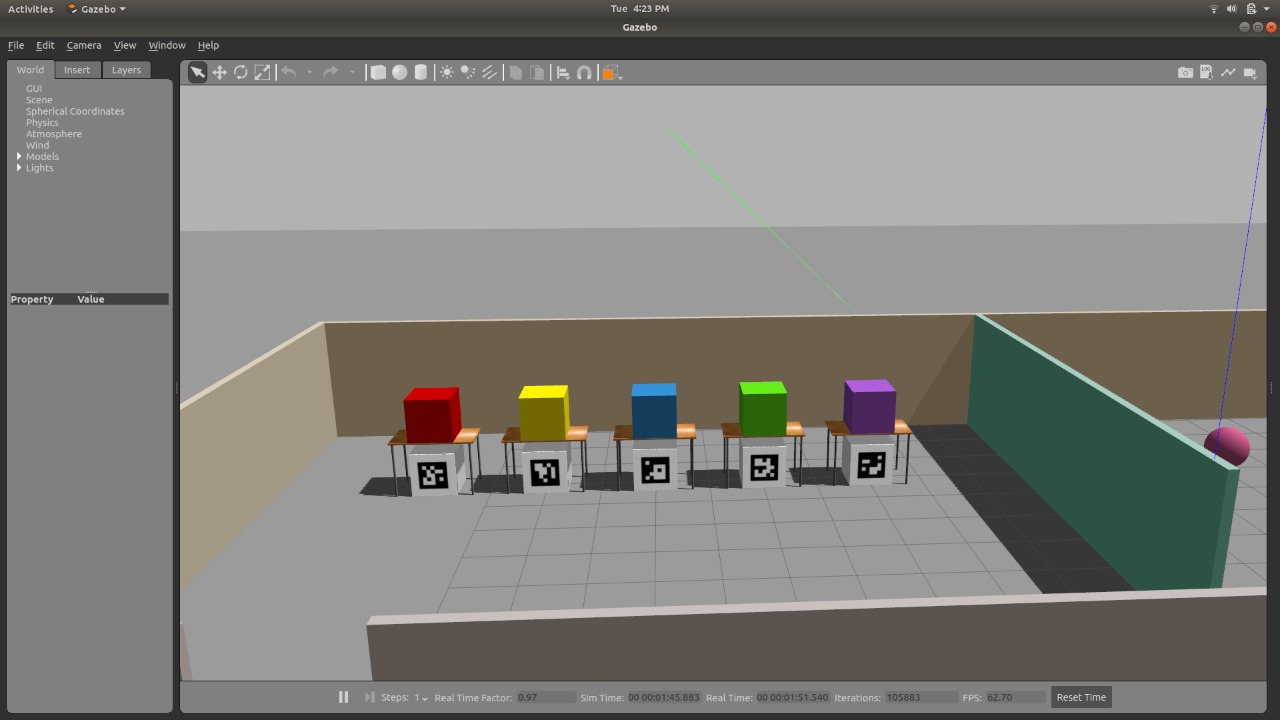 Activities Gazebo Tue 4:23 PM
Gazebo
File Edit Camera View Window Help
World Insert Layers
GUI
Scene
Spherical Coordinates
Physics
Atmosphere
Wind
Models
Lights
Property Value
Steps: 1 Real Time Factor: 0.97 Sim Time: 00 00:01:45.883 Real Time: 00 00:01:51.540 Iterations: 105883 FPS: 62.70 Reset Time